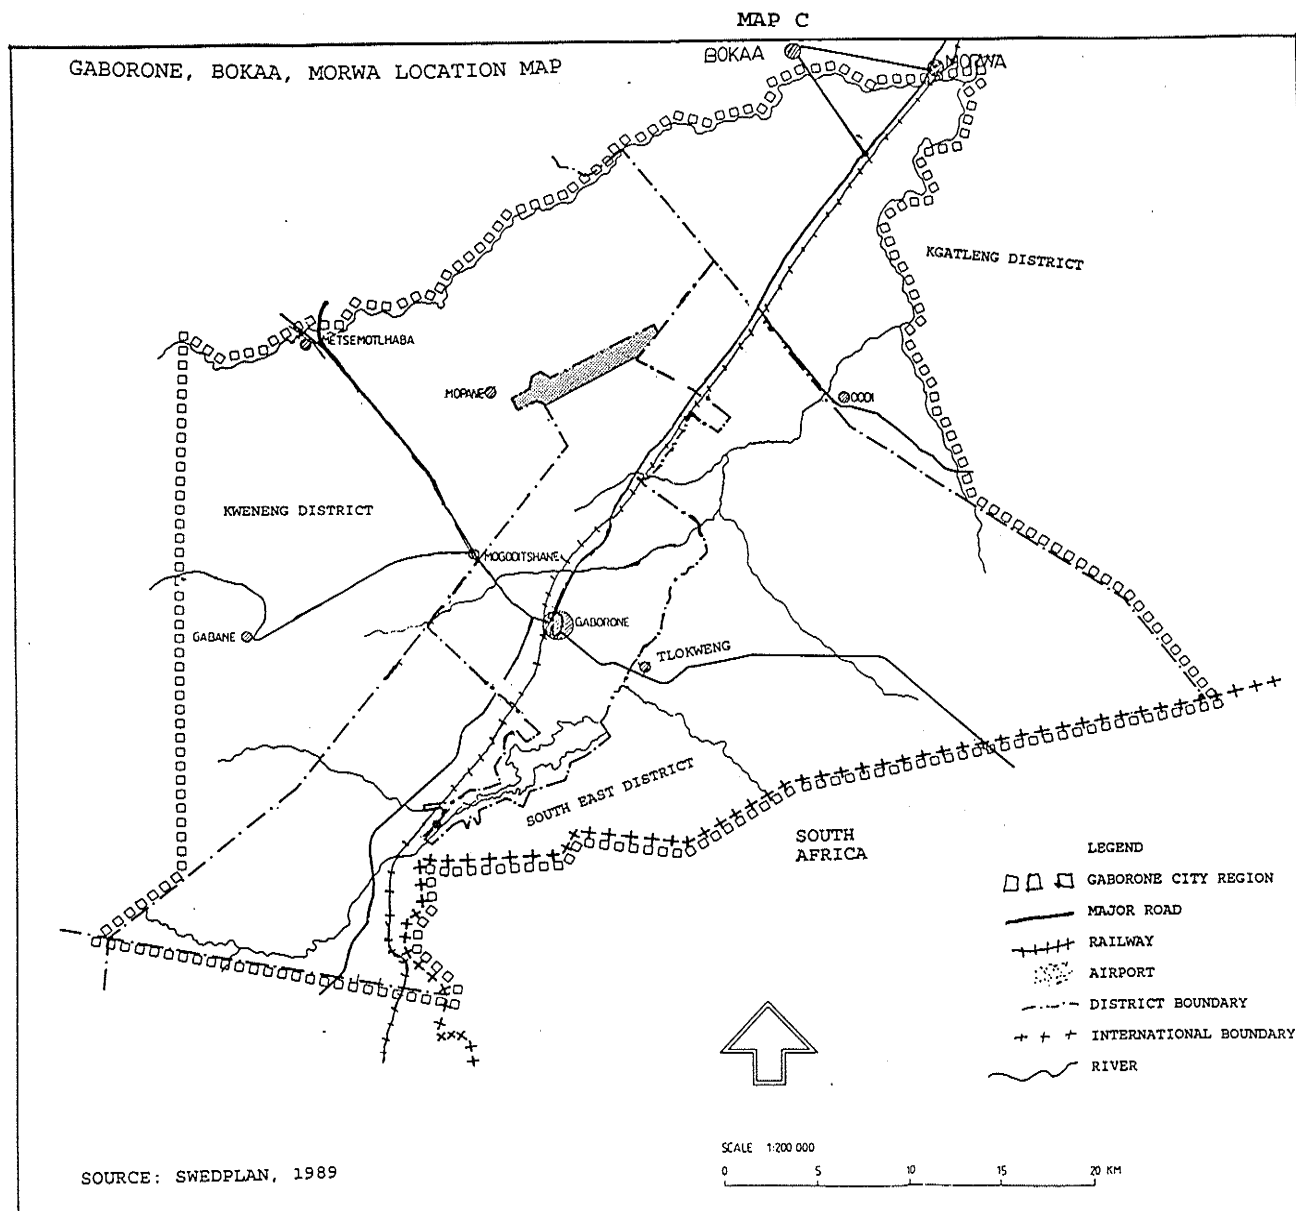 MAP C
GABORONE, BOKAA, MORWA LOCATION MAP
BOKAA
MORWA
KGATLENG DISTRICT
METSEMOTLHABA
MOPANE
OODI
KWENENG DISTRICT
MOGODITSHANE
GABANE
GABORONE
TLOKWENG
SOUTH EAST DISTRICT
SOUTH
AFRICA
LEGEND
GABORONE CITY REGION
MAJOR ROAD
RAILWAY
AIRPORT
DISTRICT BOUNDARY
INTERNATIONAL BOUNDARY
RIVER
SCALE 1:200 000
0 5 10 15 20 KM
SOURCE: SWEDPLAN, 1989